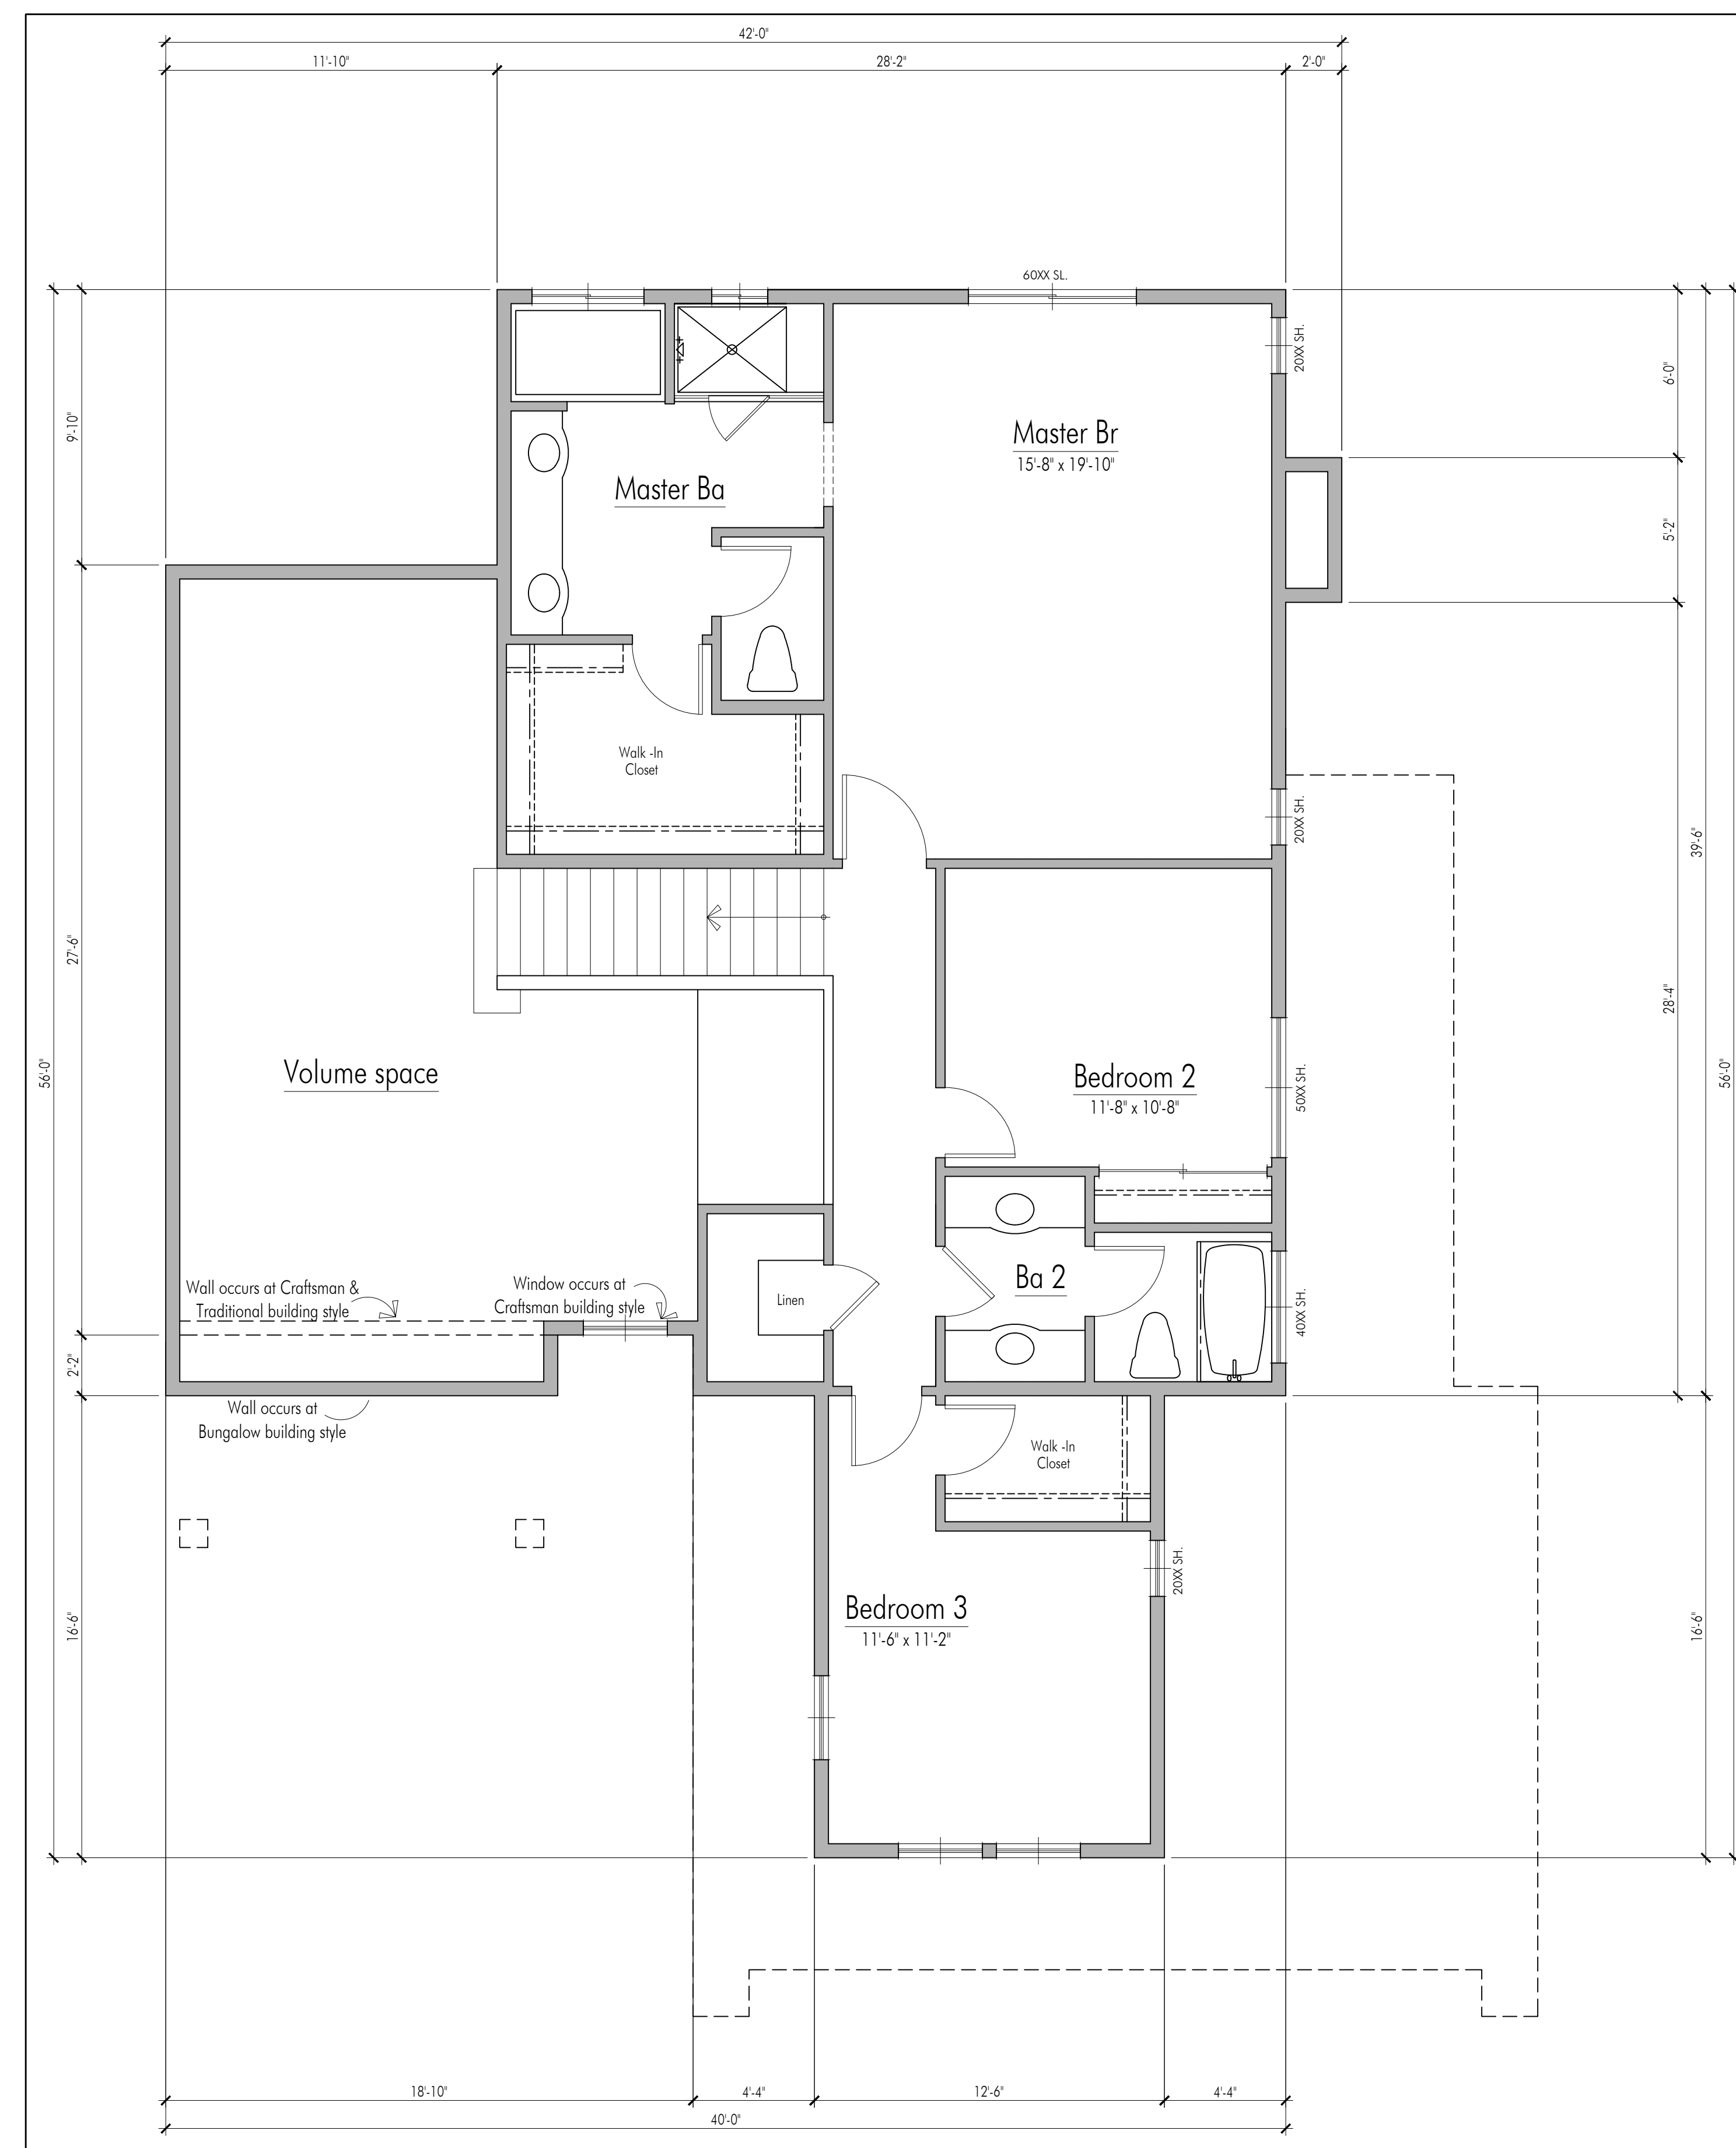 42'-0"
11'-10"
28'-2"
2'-0"
60XX SL.
20XX SH.
6'-0"
9'-10"
Master Br
15'-8" x 19'-10"
Master Ba
5'-2"
Walk -In
Closet
20XX SH.
39'-6"
27'-6"
28'-4"
56'-0"
Volume space
Bedroom 2
11'-8" x 10'-8"
50XX SH.
56'-0"
Wall occurs at Craftsman &
Traditional building style
Window occurs at
Craftsman building style
Linen
Ba 2
40XX SH.
2'-2"
Wall occurs at
Bungalow building style
Walk -In
Closet
20XX SH.
Bedroom 3
11'-6" x 11'-2"
16'-6"
16'-6"
18'-10"
4'-4"
12'-6"
4'-4"
40'-0"